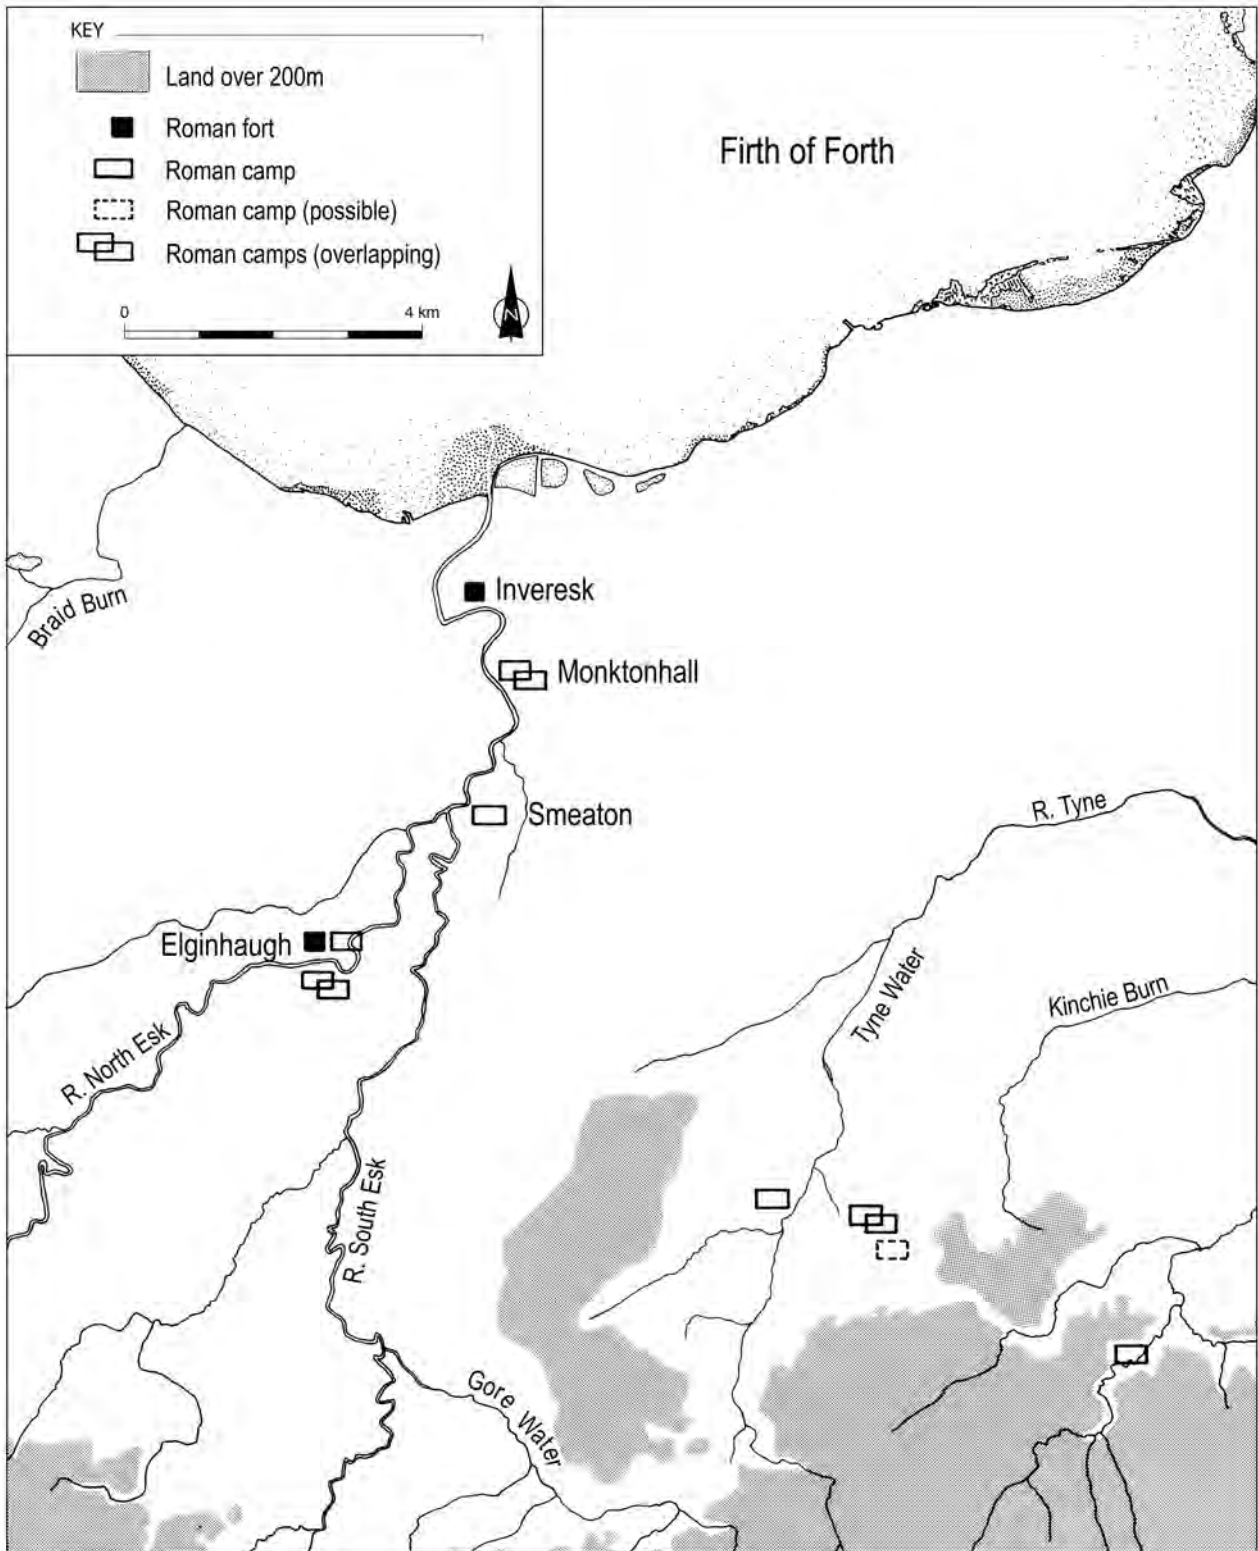 KEY
Land over 200m
Roman fort
Roman camp
Roman camp (possible)
Roman camps (overlapping)
0 4 km
N
Firth of Forth
Braid Burn
Inveresk
Monktonhall
Smeaton
R. Tyne
Elginhaugh
Tyne Water
Kinchie Burn
R. North Esk
R. South Esk
Gore Water